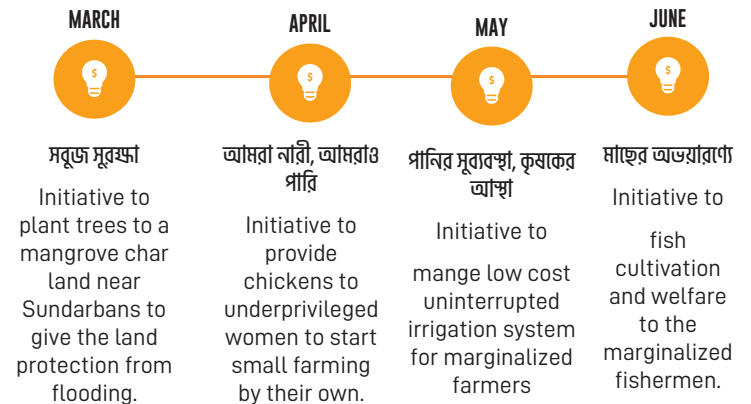 MARCH
সবুজ সুরক্ষা
Initiative to
plant trees to a
mangrove char
land near
Sundarbans to
give the land
protection from
flooding.
APRIL
আমরা নারী, আমরাও
পারি
Initiative to
provide
chickens to
underprivileged
women to start
small farming
by their own.
MAY
পানির সুব্যবস্থা, কৃষকের
আস্থা
Initiative to
mange low cost
uninterrupted
irrigation system
for marginalized
farmers
JUNE
মাছের অভয়ারণ্যে
Initiative to
fish
cultivation
and welfare
to the
marginalized
fishermen.